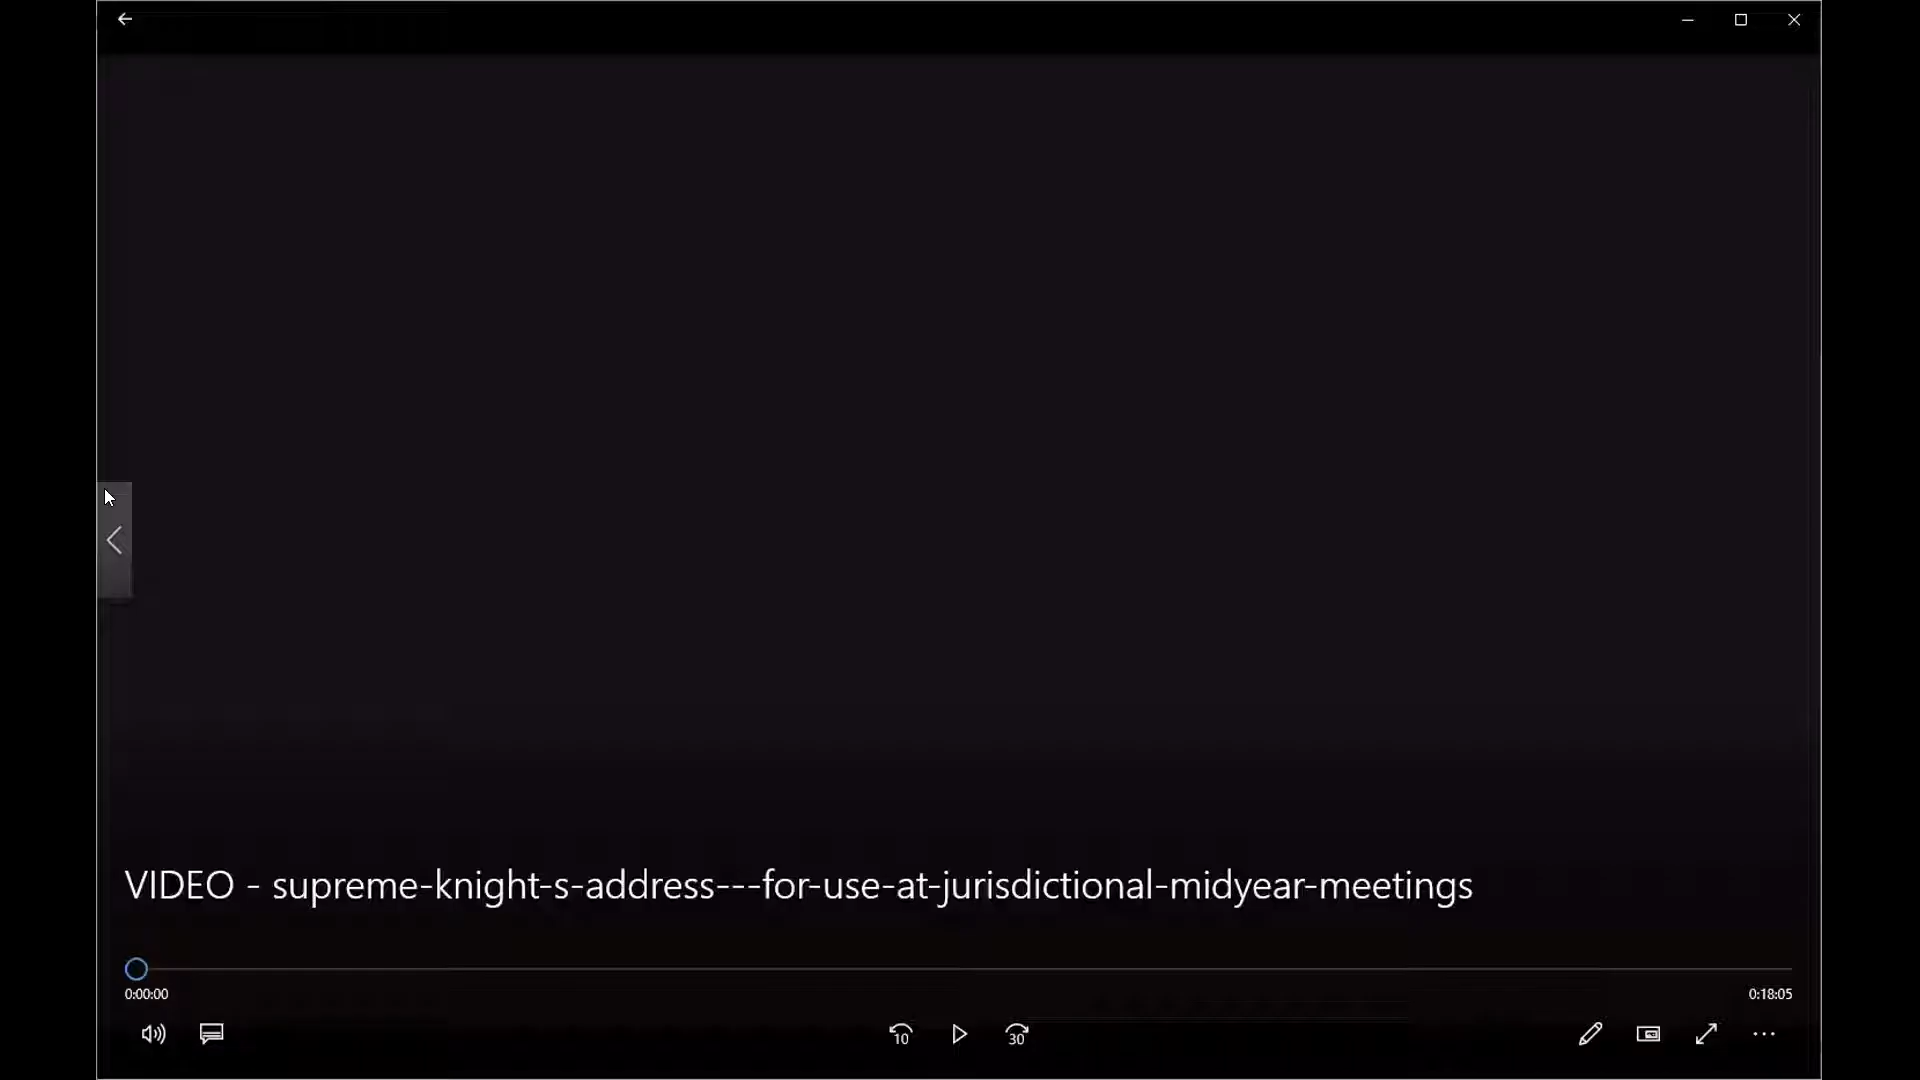 VIDEO - supreme-knight-s-address---for-use-at-jurisdictional-midyear-meetings
0:00:00
0:18:05
10
30